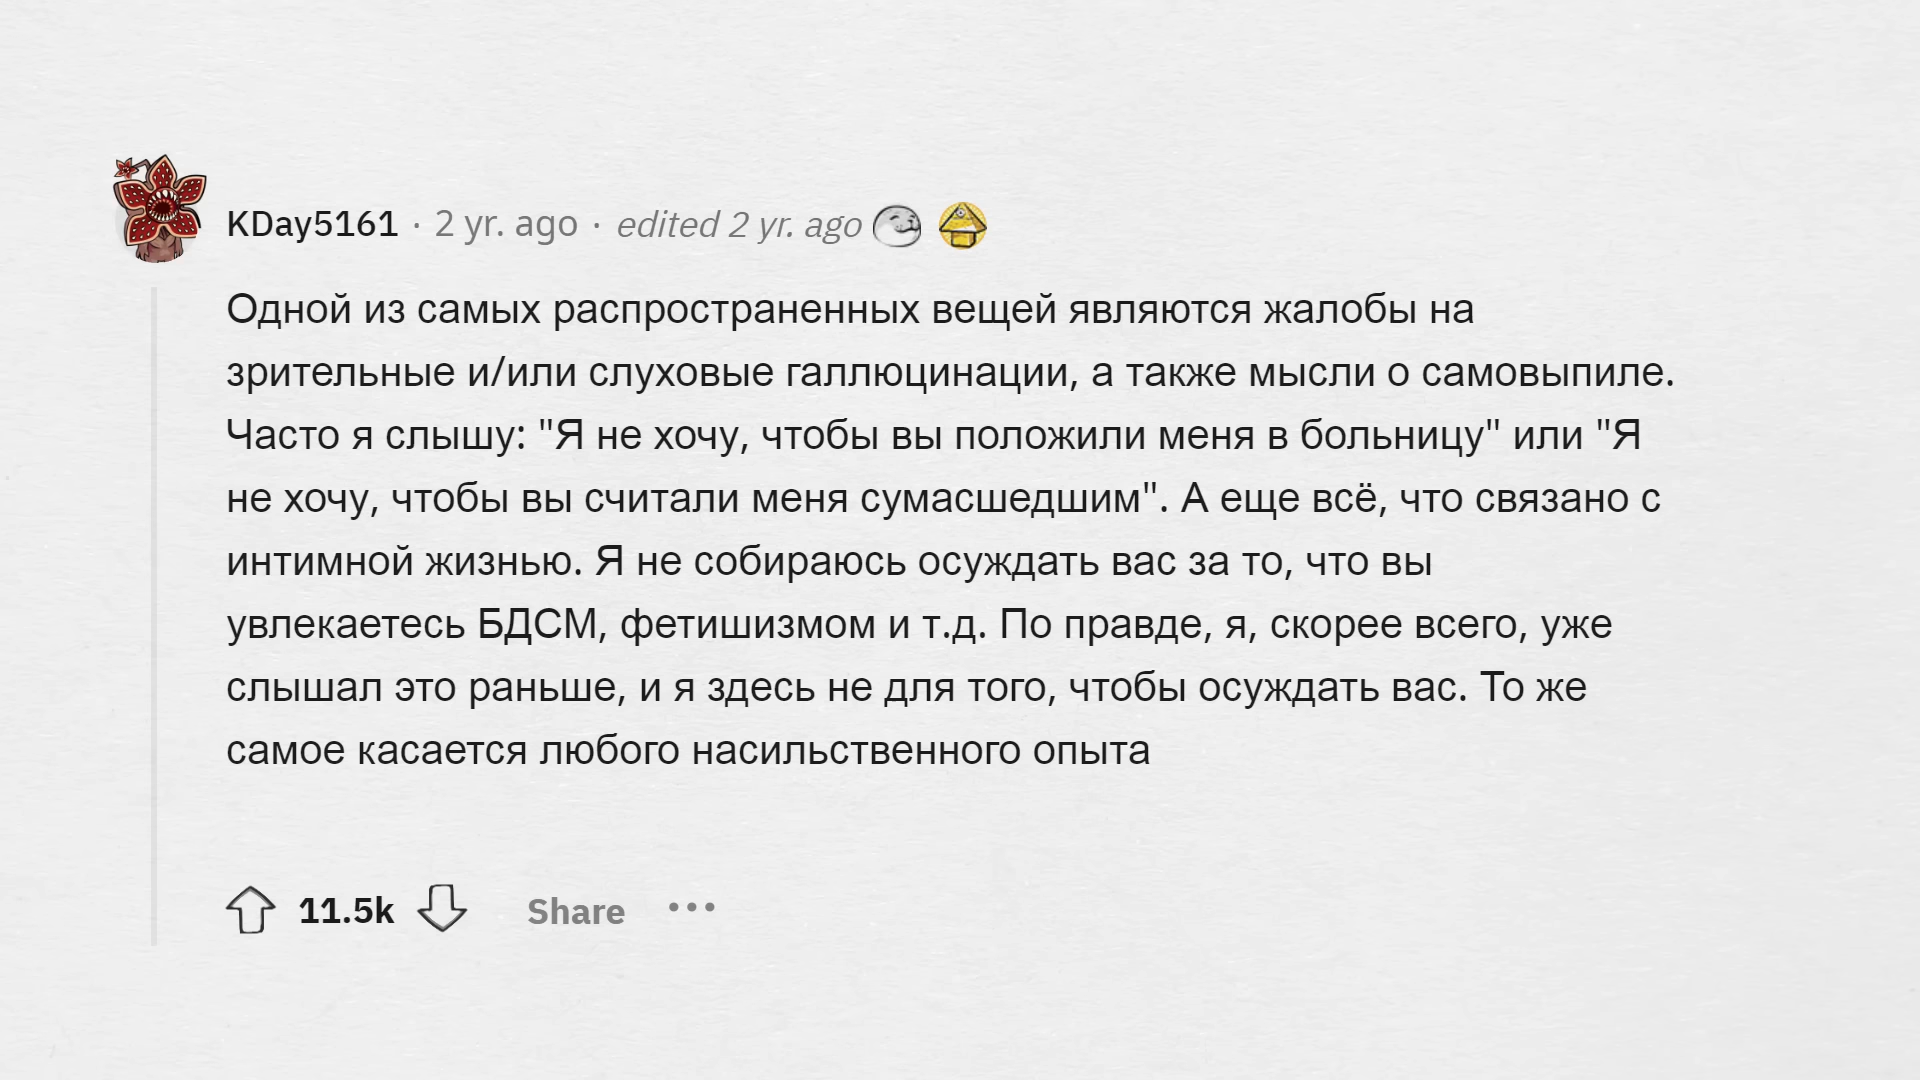 KDay5161 · 2 yr. ago · edited 2 yr. ago
Одной из самых распространенных вещей являются жалобы на
зрительные и/или слуховые галлюцинации, а также мысли о самовыпиле.
Часто я слышу: "Я не хочу, чтобы вы положили меня в больницу" или "Я
не хочу, чтобы вы считали меня сумасшедшим". А еще всё, что связано с
интимной жизнью. Я не собираюсь осуждать вас за то, что вы
увлекаетесь БДСМ, фетишизмом и т.д. По правде, я, скорее всего, уже
слышал это раньше, и я здесь не для того, чтобы осуждать вас. То же
самое касается любого насильственного опыта
11.5k Share •••